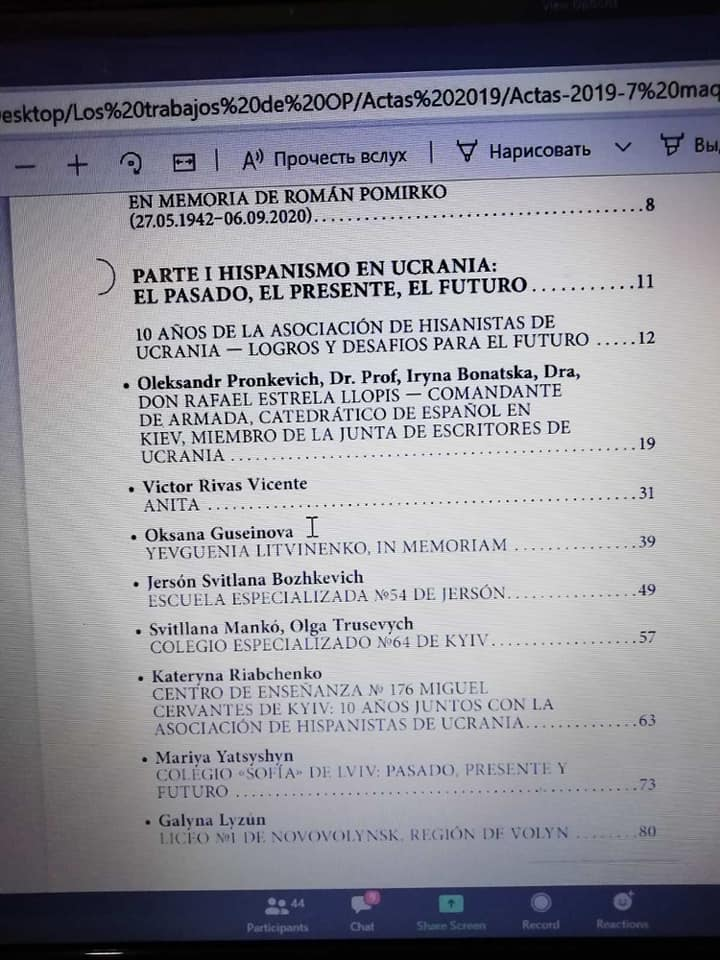 View Options
esktop/Los%20trabajos%20de%20OP/Actas%202019/Actas-2019-7%20maq
Прочесть вслух
Нарисовать
Вы
EN MEMORIA DE ROMÁN POMIRKO
(27.05.1942–06.09.2020)..........................................8
PARTE I HISPANISMO EN UCRANIA:
EL PASADO, EL PRESENTE, EL FUTURO...........11
10 AÑOS DE LA ASOCIACIÓN DE HISANISTAS DE
UCRANIA — LOGROS Y DESAFIOS PARA EL FUTURO .....12
• Oleksandr Pronkevich, Dr. Prof, Iryna Bonatska, Dra,
DON RAFAEL ESTRELA LLOPIS — COMANDANTE
DE ARMADA, CATEDRÁTICO DE ESPAÑOL EN
KIEV, MIEMBRO DE LA JUNTA DE ESCRITORES DE
UCRANIA ....................................................19
• Victor Rivas Vicente
ANITA .......................................................31
• Oksana Guseinova
YEVGUENIA LITVINENKO, IN MEMORIAM ...............39
• Jersón Svitlana Bozhkevich
ESCUELA ESPECIALIZADA №54 DE JERSÓN................49
• Svitllana Mankó, Olga Trusevych
COLEGIO ESPECIALIZADO №64 DE KYIV...................57
• Kateryna Riabchenko
CENTRO DE ENSEÑANZA № 176 MIGUEL
CERVANTES DE KYIV: 10 AÑOS JUNTOS CON LA
ASOCIACIÓN DE HISPANISTAS DE UCRANIA..............63
• Mariya Yatsyshyn
COLEGIO «SOFÍA» DE LVIV: PASADO, PRESENTE Y
FUTURO ....................................................73
• Galyna Lyzun
LICEO №1 DE NOVOVOLYNSK, REGIÓN DE VOLYN ........80
44
9
Participants
Chat
Share Screen
Record
Reactions